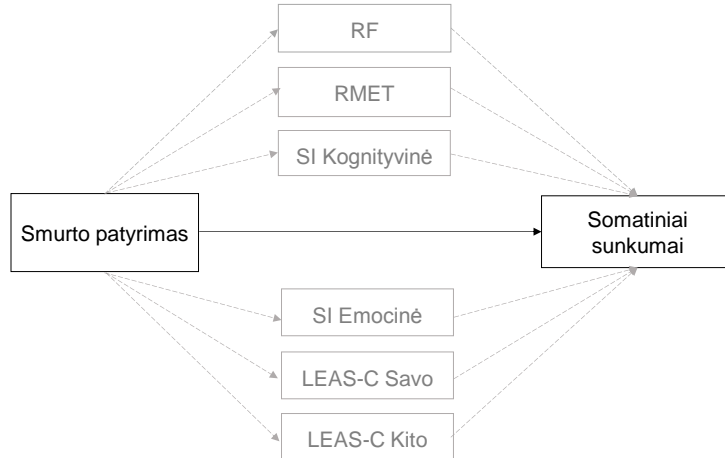 RF
RMET
SI Kognityvinė
Smurto patyrimas
Somatiniai
sunkumai
SI Emocinė
LEAS-C Savo
LEAS-C Kito